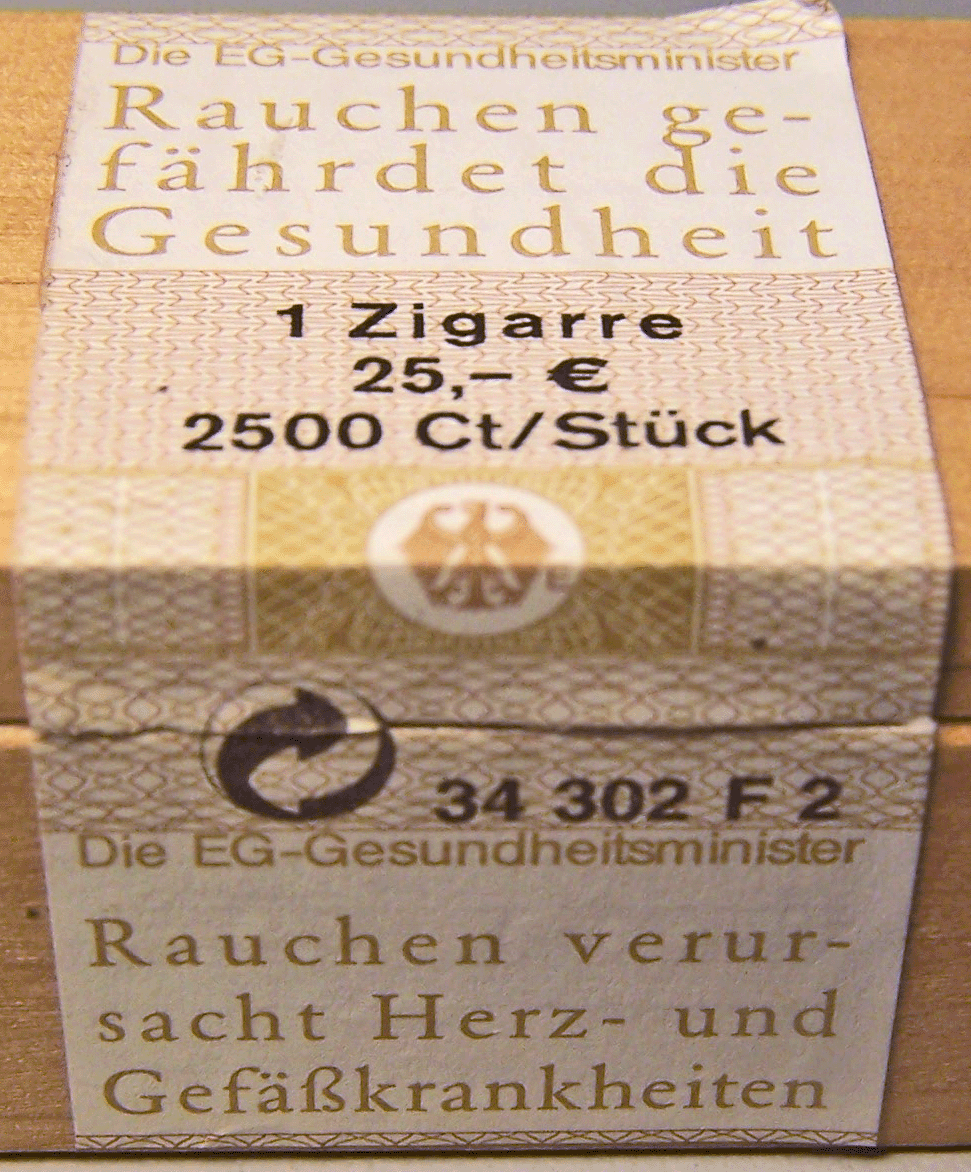 Die EG-Gesundheitsminister
Rauchen ge-
fährdet die
Gesundheit
1 Zigarre
25,– €
2500 Ct/Stück
34 302 F 2
Die EG-Gesundheitsminister
Rauchen verur-
sacht Herz- und
Gefäßkrankheiten